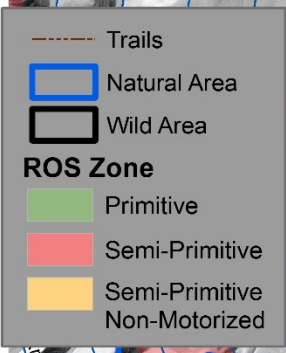 Trails
Natural Area
Wild Area
ROS Zone
Primitive
Semi-Primitive
Semi-Primitive
Non-Motorized